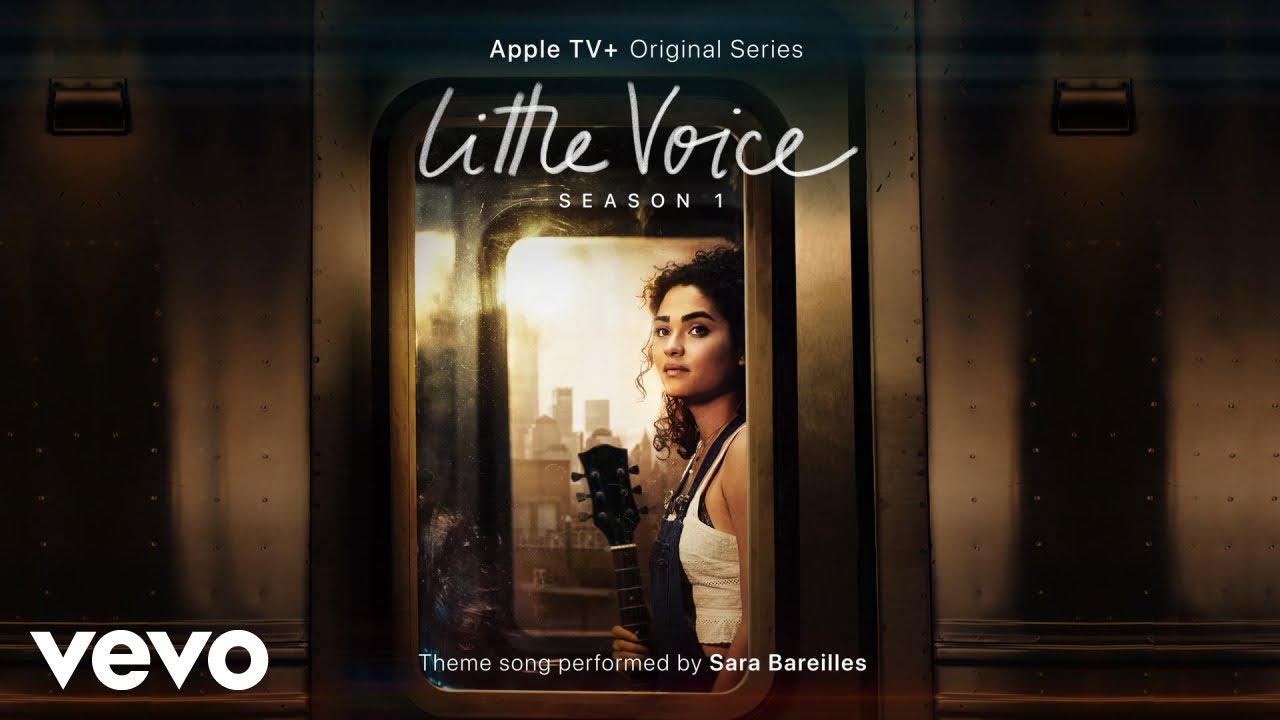 Apple TV+ Original Series
Little Voice
SEASON 1
Theme song performed by Sara Bareilles
vevo